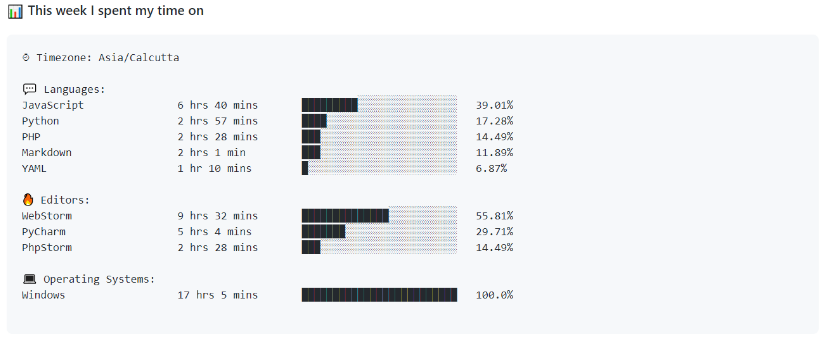 📊 This week I spent my time on
⌚︎ Timezone: Asia/Calcutta
💬 Languages:
JavaScript 6 hrs 40 mins 39.01%
Python 2 hrs 57 mins 17.28%
PHP 2 hrs 28 mins 14.49%
Markdown 2 hrs 1 min 11.89%
YAML 1 hr 10 mins 6.87%
🔥 Editors:
WebStorm 9 hrs 32 mins 55.81%
PyCharm 5 hrs 4 mins 29.71%
PhpStorm 2 hrs 28 mins 14.49%
💻 Operating Systems:
Windows 17 hrs 5 mins 100.0%